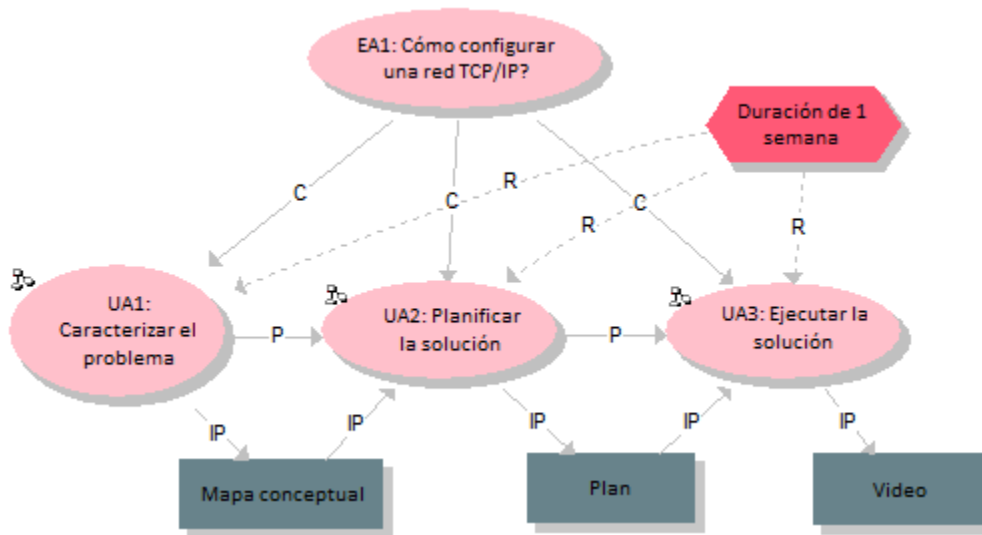 EA1: Cómo configurar
una red TCP/IP?
Duración de 1
semana
C
R
C
R
C
R
UA1:
Caracterizar el
problema
P
UA2: Planificar
la solución
P
UA3: Ejecutar la
solución
IP
IP
IP
IP
IP
Mapa conceptual
Plan
Video